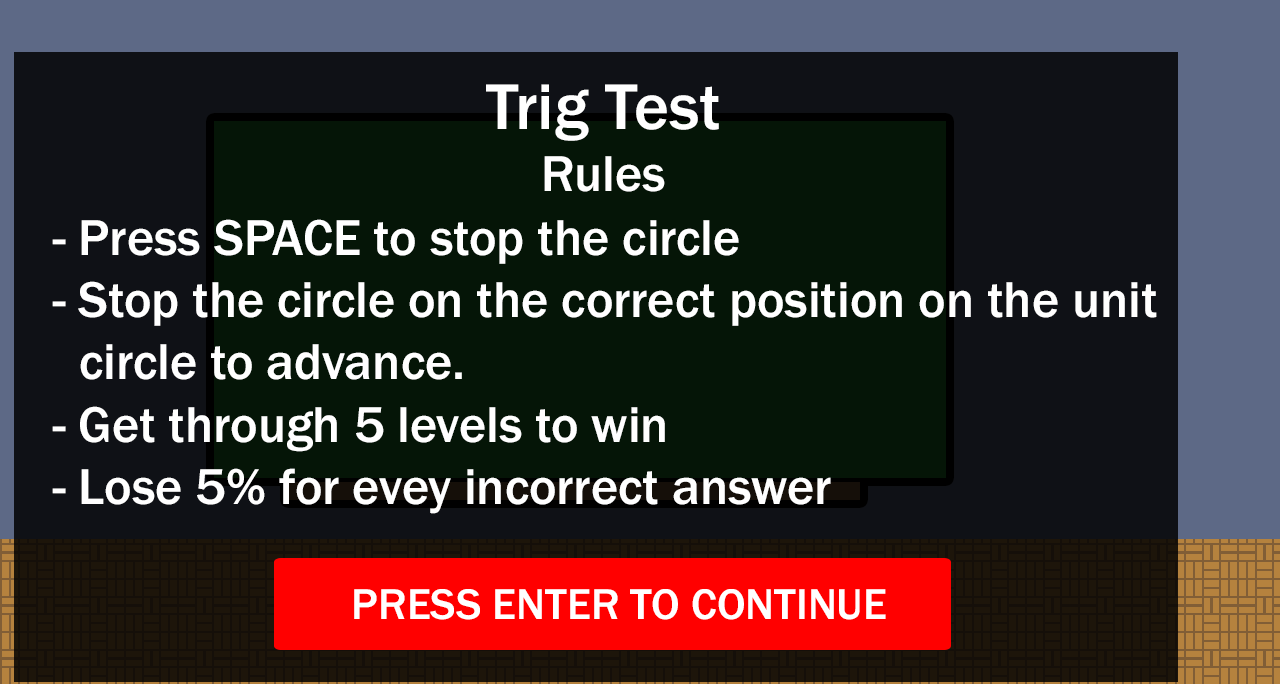 Trig Test
Rules
- Press SPACE to stop the circle
- Stop the circle on the correct position on the unit
circle to advance.
- Get through 5 levels to win
- Lose 5% for evey incorrect answer
PRESS ENTER TO CONTINUE